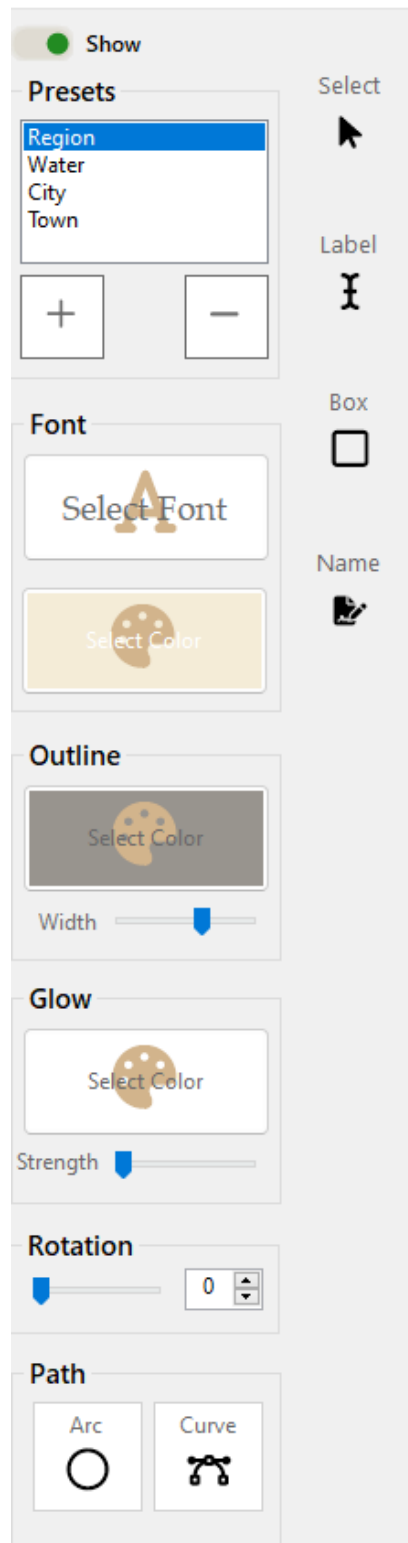 Show
Presets
Region
Water
City
Town
Font
Select Font
Select Color
Outline
Select Color
Width
Glow
Select Color
Strength
Rotation
0
Path
Arc
Curve
Select
Label
Box
Name